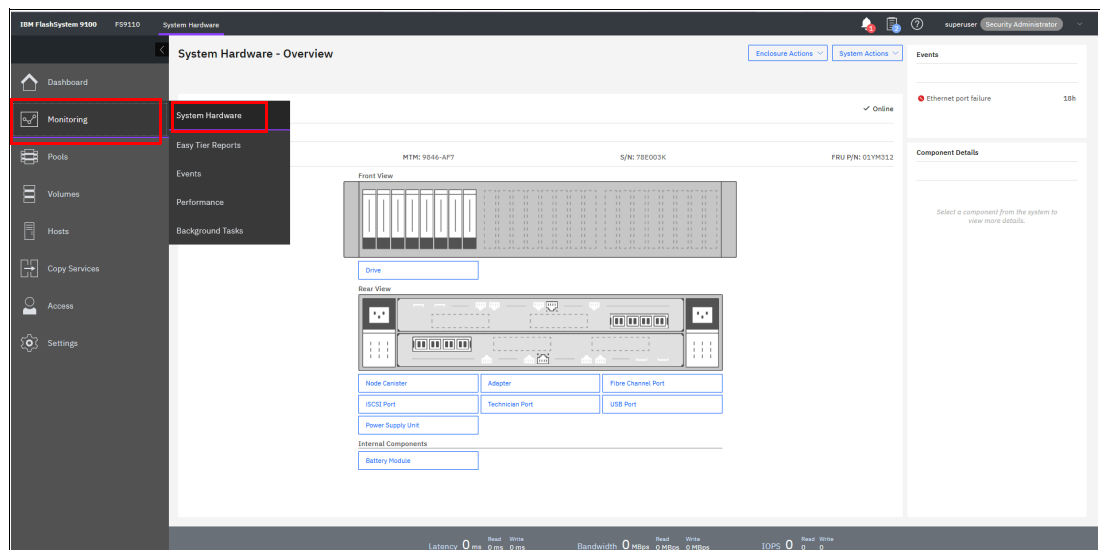 IBM FlashSystem 9100 FS9110 System Hardware
superuser Security Administrator
System Hardware - Overview
Enclosure Actions System Actions
Events
Dashboard
Ethernet port failure 18h
Monitoring
System Hardware
Online
Easy Tier Reports
Pools
MTM: 9846-AF7 S/N: 78E003K FRU P/N: 01YM312
Component Details
Events
Front View
Volumes
Performance
Select a component from the system to
view more details.
Hosts
Background Tasks
Copy Services
Drive
Rear View
Access
Settings
Node Canister Adapter Fibre Channel Port
iSCSI Port Technician Port USB Port
Power Supply Unit
Internal Components
Battery Module
Latency 0 ms Read 0 ms Write 0 ms Bandwidth 0 MBps Read 0 MBps Write 0 MBps IOPS 0 Read 0 Write 0